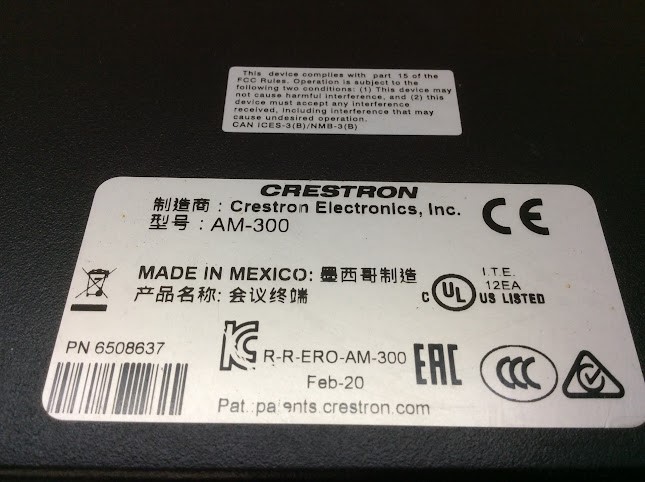 This device complies with part 15 of the
FCC Rules. Operation is subject to the
following two conditions: (1) This device may
not cause harmful interference, and (2) this
device must accept any interference
received, including interference that may
cause undesired operation.
CAN ICES-3(B)/NMB-3(B)
CRESTRON
制造商：Crestron Electronics, Inc.
型号：AM-300
CE
MADE IN MEXICO: 墨西哥制造
产品名称: 会议终端
C UL US LISTED
I.T.E.
12EA
PN 6508637
R-R-ERO-AM-300
Feb-20
EAC
CCC
Pat.:patents.crestron.com